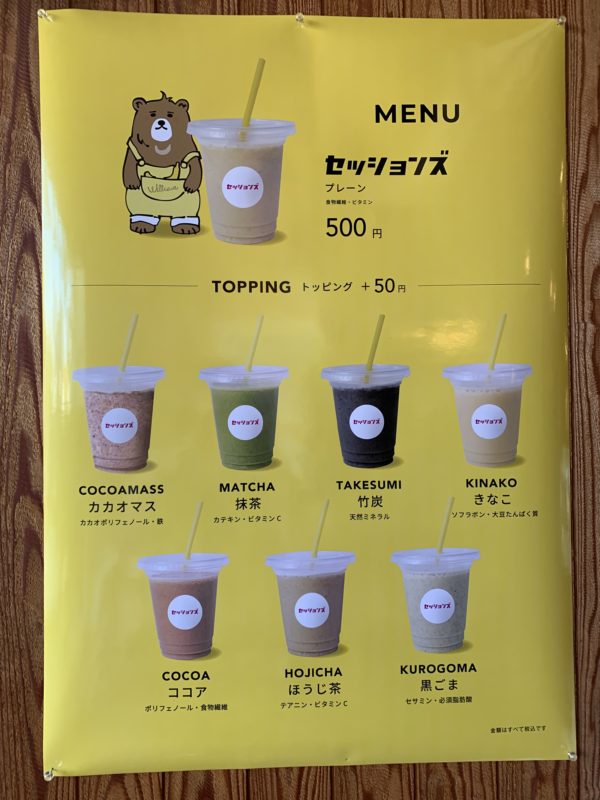 MENU
セッションズ
プレーン
食物繊維・ビタミン
500 円
セッションズ
TOPPING トッピング +50円
セッションズ
セッションズ
セッションズ
セッションズ
COCOAMASS
カカオマス
カカオポリフェノール・鉄
MATCHA
抹茶
カテキン・ビタミンC
TAKESUMI
竹炭
天然ミネラル
KINAKO
きなこ
ソフラボン・大豆たんぱく質
セッションズ
セッションズ
セッションズ
COCOA
ココア
ポリフェノール・食物繊維
HOJICHA
ほうじ茶
テアニン・ビタミンC
KUROGOMA
黒ごま
セサミン・必須脂肪酸
金額はすべて税込です